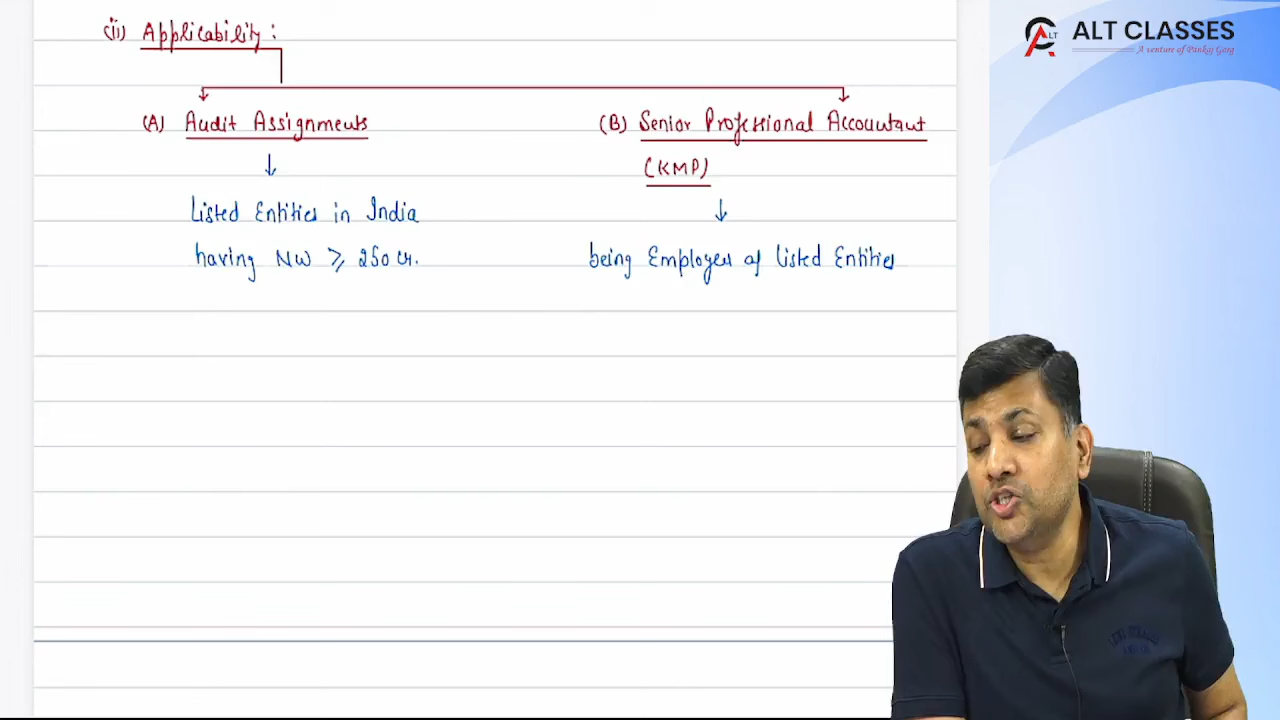 (ii) Applicability :
(A) Audit Assignments
(B) Senior Professional Accountant
(KMP)
Listed Entities in India
having NW ≥ 250 Cr.
being Employees of Listed Entities
ALT CLASSES
A venture of Pankaj Garg
ALT